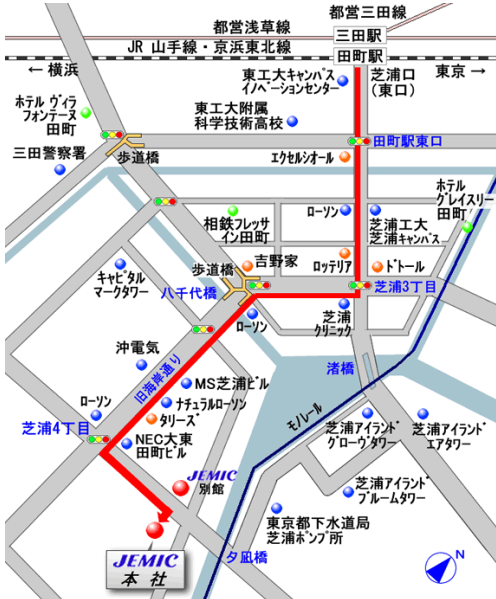 都営三田線
都営浅草線
三田駅
JR 山手線・京浜東北線
田町駅
← 横浜
東京 →
芝浦口
(東口)
東工大キャンパス
イノベーションセンター
ホテル ヴィラ
フォンテーヌ
田町
東工大附属
科学技術高校
田町駅東口
三田警察署
歩道橋
エクセルシオール
ホテル
グレイスリー
田町
相鉄フレッサ
イン田町
ローソン
芝浦工大
芝浦キャンパス
歩道橋
吉野家
ロッテリア
ドトール
キャピタル
マークタワー
八千代橋
芝浦3丁目
ローソン
芝浦
クリニック
沖電気
旧海岸通り
渚橋
MS芝浦ビル
ナチュラルローソン
モノレール
ローソン
タリーズ
芝浦4丁目
芝浦アイランド
グローヴタワー
芝浦アイランド
エアタワー
NEC大東
田町ビル
JEMIC
別館
芝浦アイランド
ブルームタワー
東京都下水道局
芝浦ポンプ所
夕凪橋
JEMIC
本 社
N